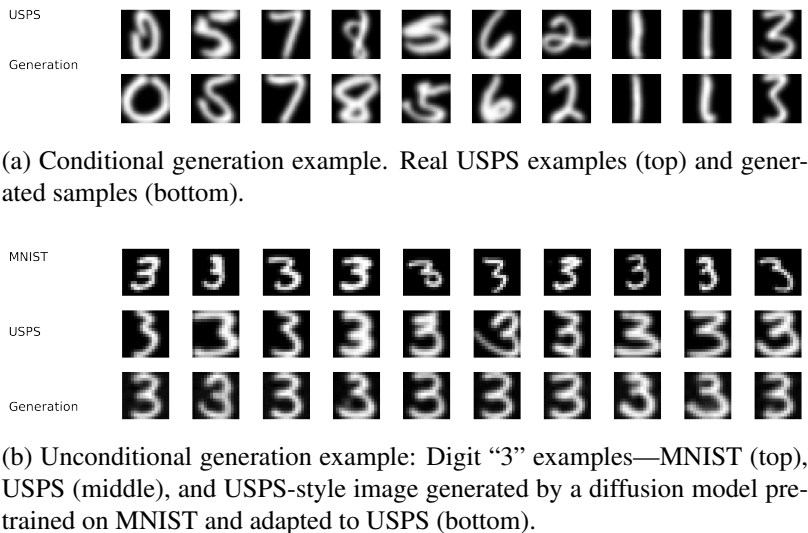 USPS
Generation
(a) Conditional generation example. Real USPS examples (top) and gener-
ated samples (bottom).
MNIST
USPS
Generation
(b) Unconditional generation example: Digit “3” examples—MNIST (top),
USPS (middle), and USPS-style image generated by a diffusion model pre-
trained on MNIST and adapted to USPS (bottom).